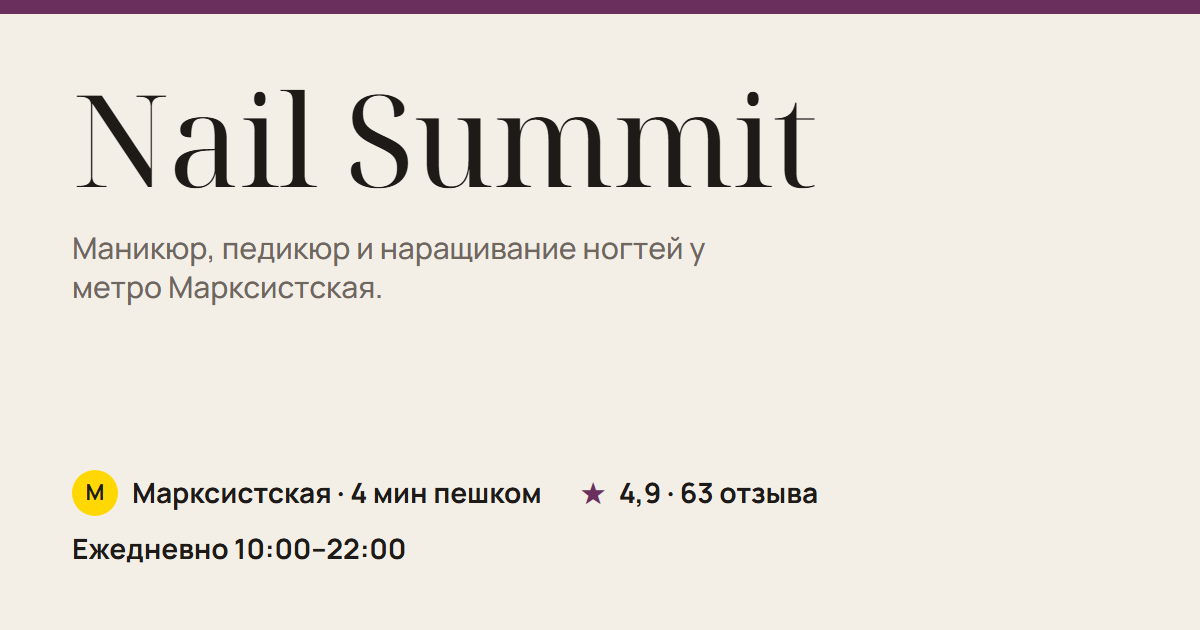 Nail Summit
Маникюр, педикюр и наращивание ногтей у
метро Марксистская.
М Марксистская · 4 мин пешком ★ 4,9 · 63 отзыва
Ежедневно 10:00–22:00